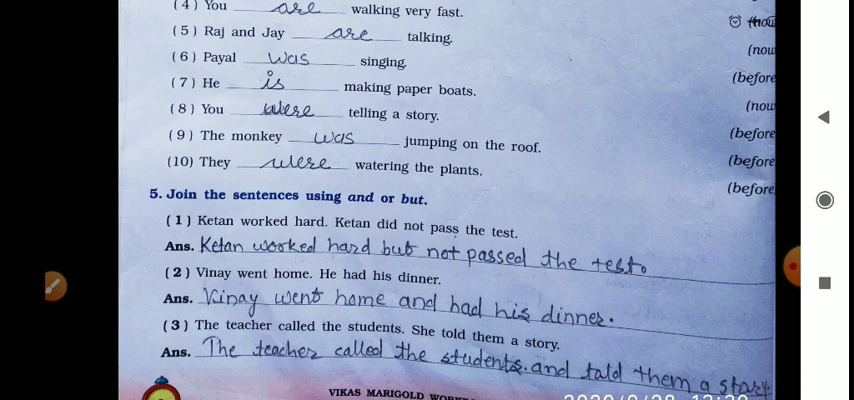 (4) You are walking very fast.
(5) Raj and Jay are talking. (now
(6) Payal was singing. (before
(7) He is making paper boats. (now
(8) You were telling a story. (before
(9) The monkey was jumping on the roof. (before
(10) They were watering the plants. (before
5. Join the sentences using and or but.
(1) Ketan worked hard. Ketan did not pass the test.
Ans. Ketan worked hard but not passed the test.
(2) Vinay went home. He had his dinner.
Ans. Vinay went home and had his dinner.
(3) The teacher called the students. She told them a story.
Ans. The teacher called the students. and told them a story
VIKAS MARIGOLD